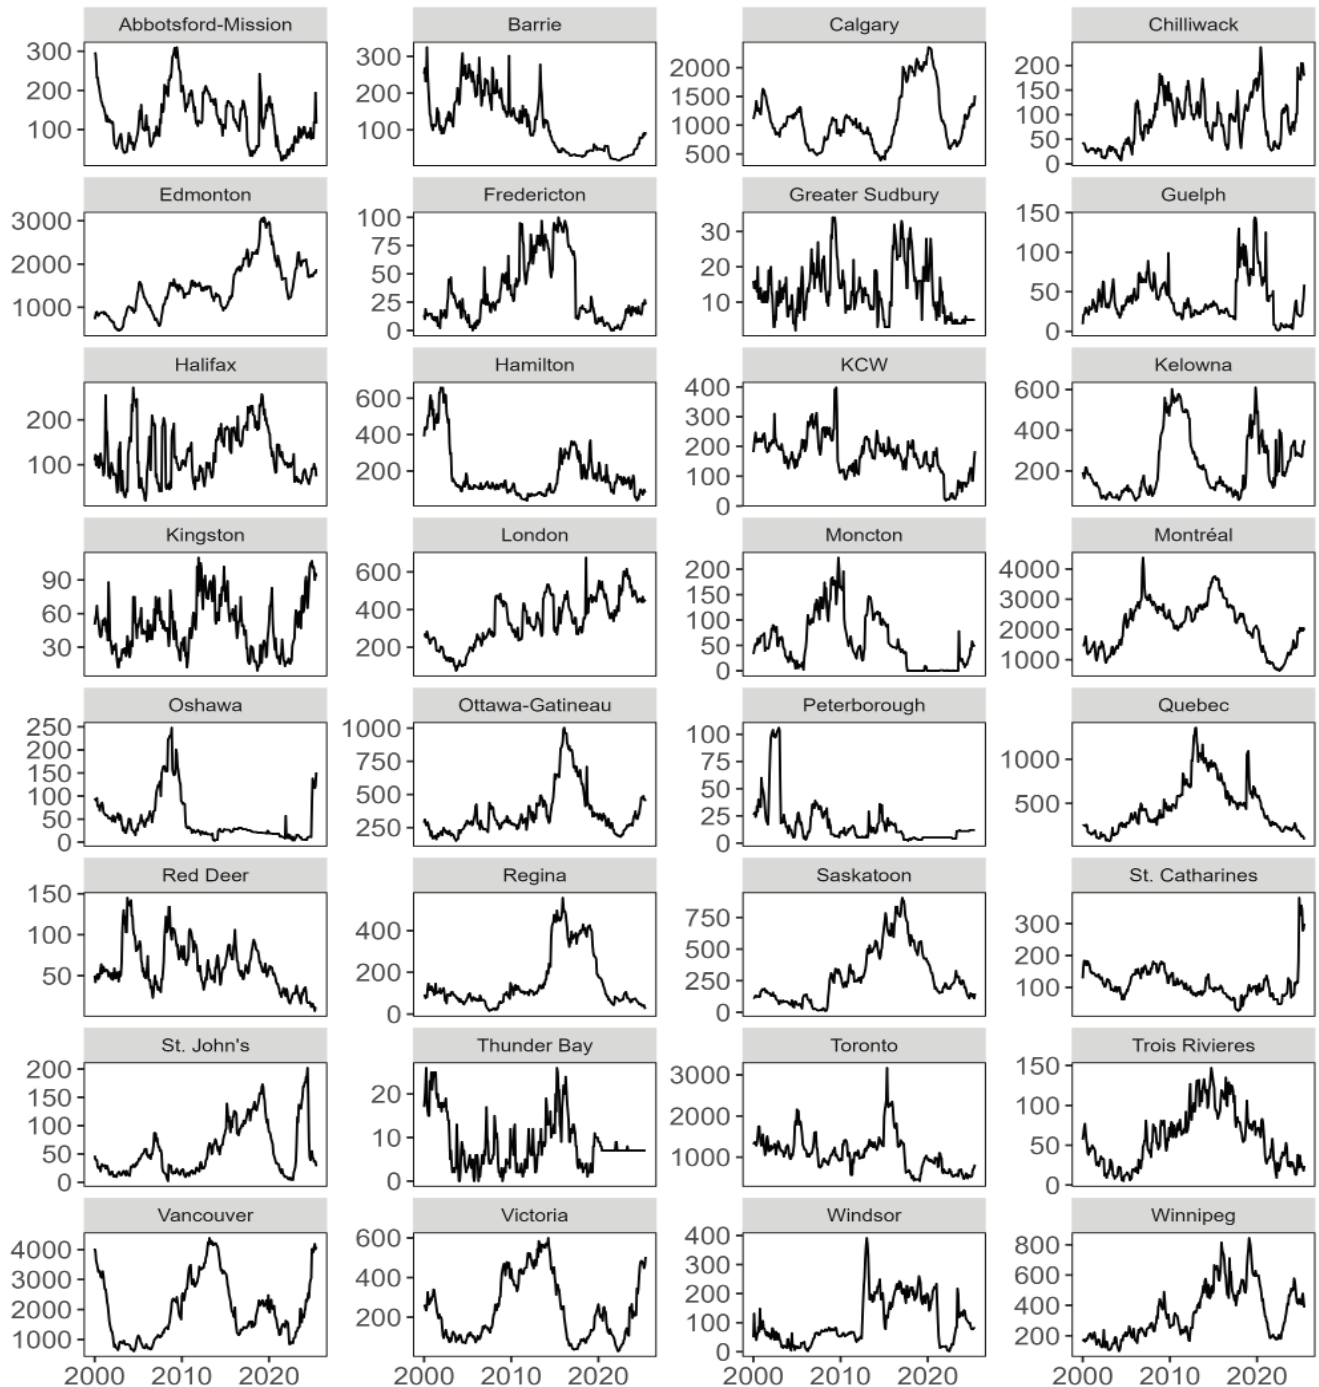 Abbotsford-Mission Barrie Calgary Chilliwack
300 300 2000 200
200 200 1500 150
100 100 1000 100
500 50
0
Edmonton Fredericton Greater Sudbury Guelph
3000 100 30 150
2000 75 20 100
1000 50 10 50
25 0
0
Halifax Hamilton KCW Kelowna
200 600 400 600
100 400 300 400
200 200 200
100
0
Kingston London Moncton Montréal
90 600 200 4000
60 400 150 3000
30 200 100 2000
50 1000
0
Oshawa Ottawa-Gatineau Peterborough Quebec
250 1000 100 1000
200 750 75 500
150 500 50
100 250 25
50 0
0
Red Deer Regina Saskatoon St. Catharines
150 400 750 300
100 200 500 200
50 0 250 100
0
St. John's Thunder Bay Toronto Trois Rivieres
200 20 3000 150
150 10 2000 100
100 0 1000 50
50 0
0
Vancouver Victoria Windsor Winnipeg
4000 600 400 800
3000 400 300 600
2000 200 200 400
1000 100 200
0
2000 2010 2020 2000 2010 2020 2000 2010 2020 2000 2010 2020